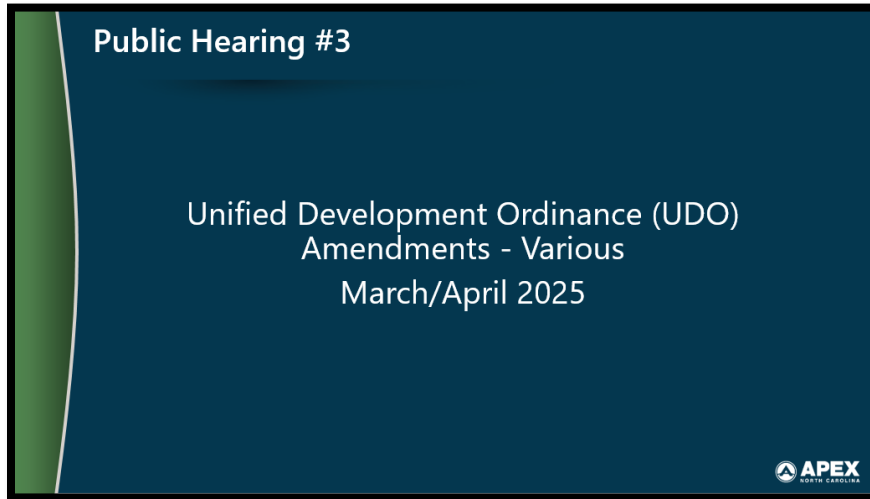 Public Hearing #3
Unified Development Ordinance (UDO)
Amendments - Various
March/April 2025
APEX
NORTH CAROLINA